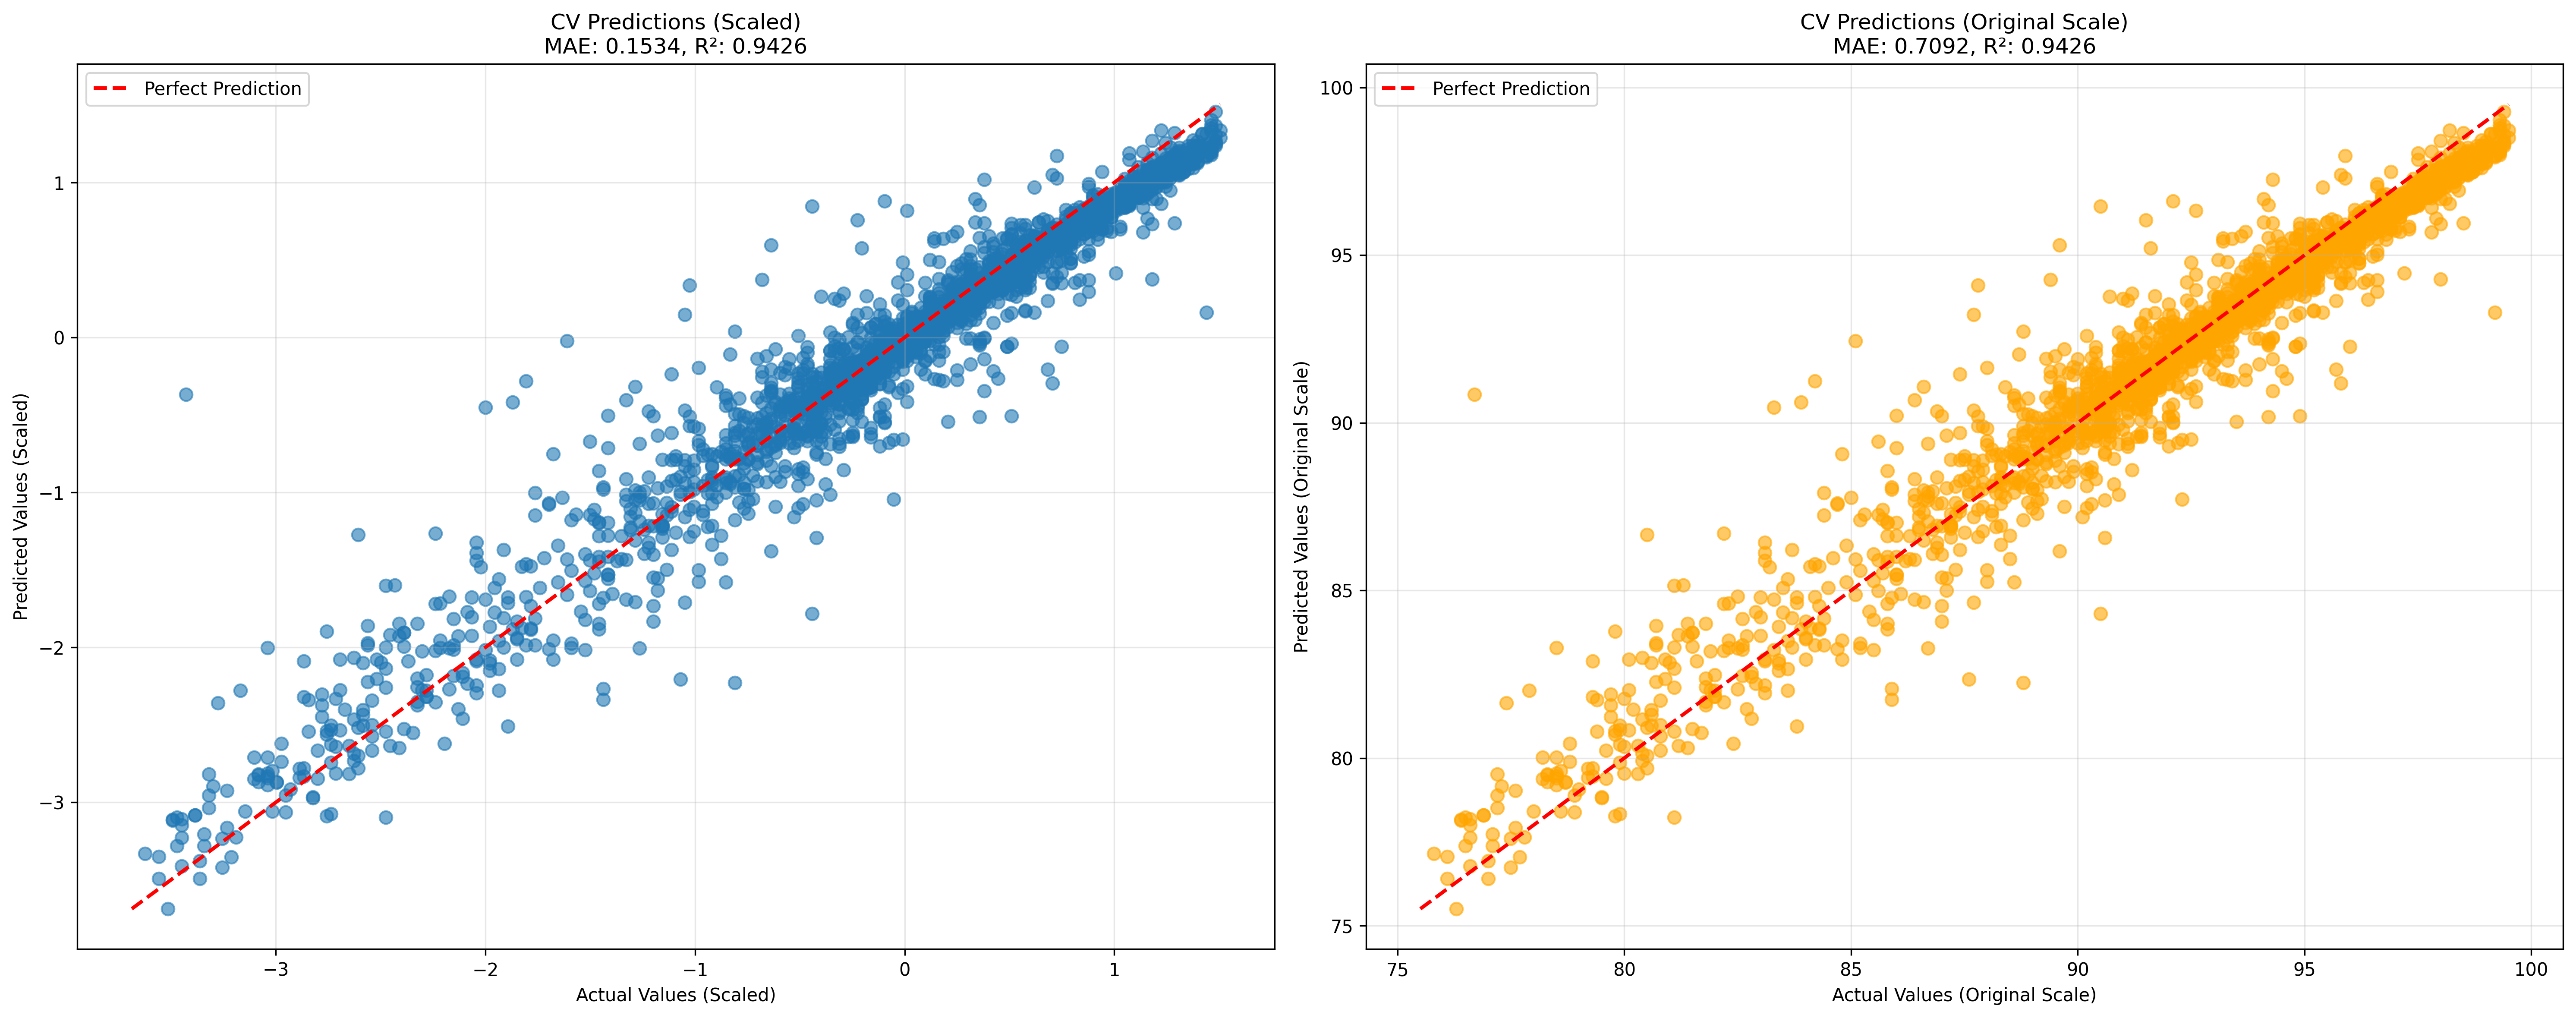 CV Predictions (Scaled)
MAE: 0.1534, R²: 0.9426
Perfect Prediction
1
0
−1
−2
−3
Predicted Values (Scaled)
−3 −2 −1 0 1
Actual Values (Scaled)
CV Predictions (Original Scale)
MAE: 0.7092, R²: 0.9426
Perfect Prediction
100
95
90
85
80
75
Predicted Values (Original Scale)
75 80 85 90 95 100
Actual Values (Original Scale)